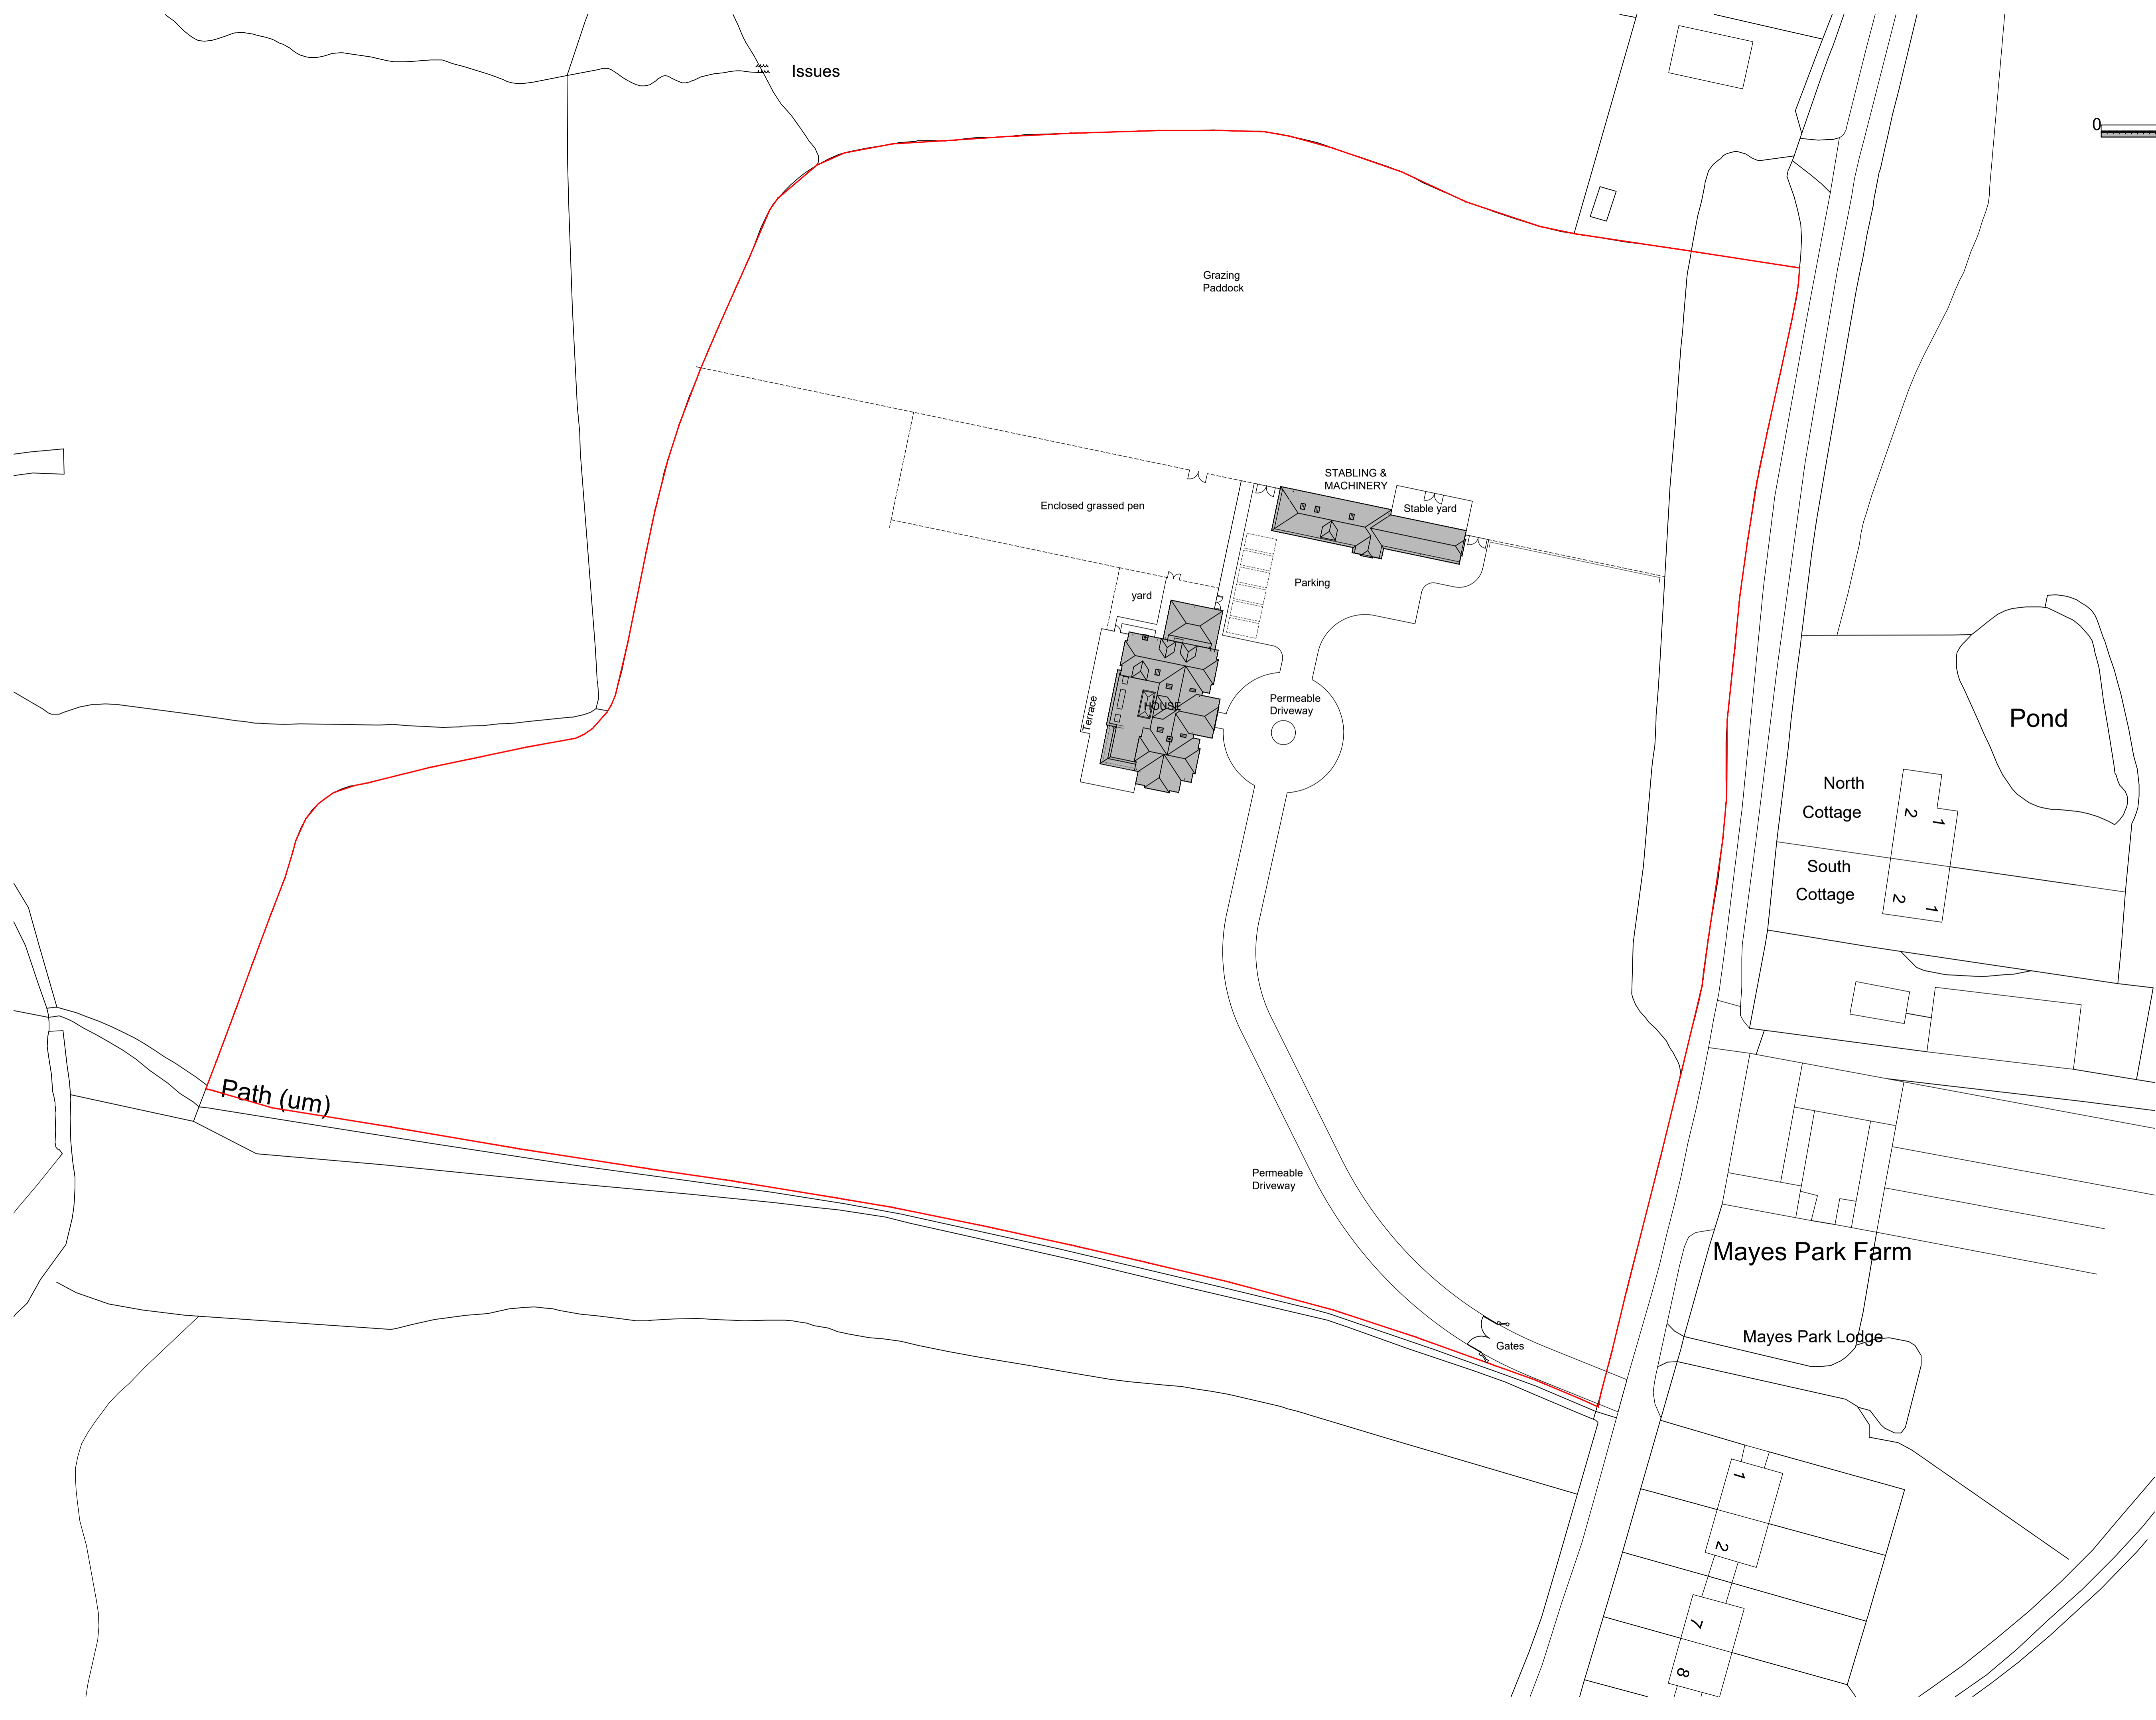 Issues
0
Grazing
Paddock
STABLING &
MACHINERY
Stable yard
Enclosed grassed pen
Parking
yard
Terrace
HOUSE
Permeable
Driveway
Pond
North
Cottage
2
1
South
Cottage
2
1
Path (um)
Permeable
Driveway
Mayes Park Farm
Mayes Park Lodge
Gates
1
2
7
8